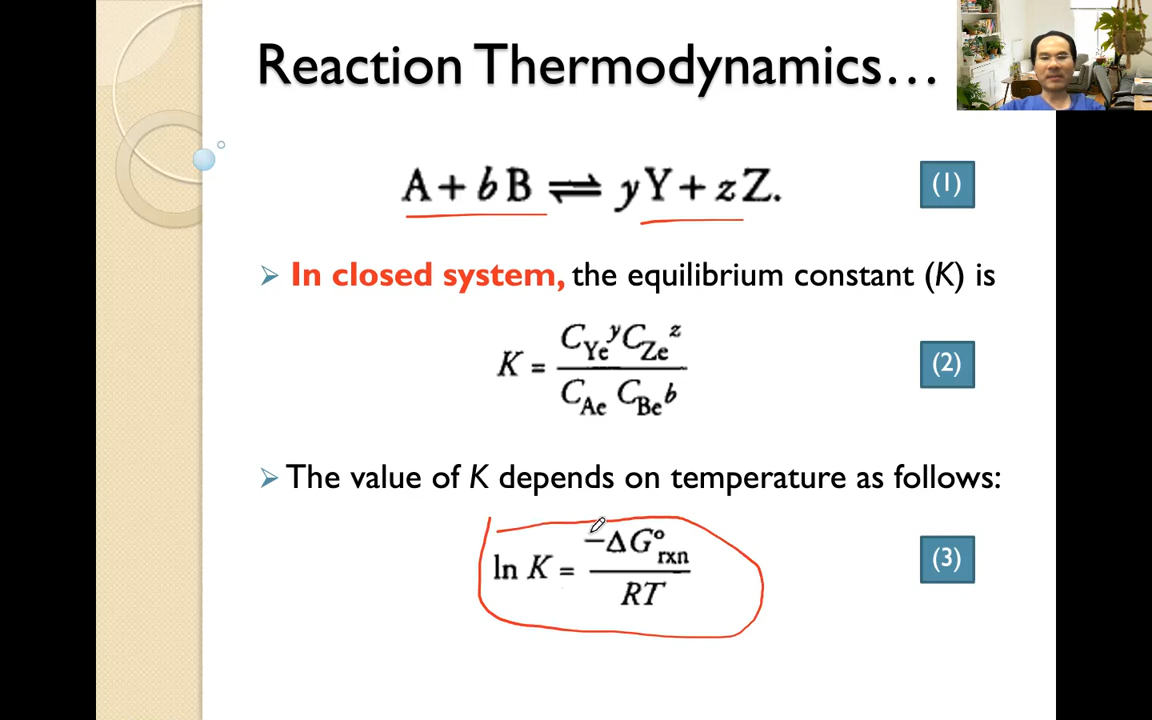 Reaction Thermodynamics...
A + bB ⇌ yY + zZ. (1)
➢ In closed system, the equilibrium constant (K) is
K = C_Ye^y C_Ze^z / C_Ae C_Be^b (2)
➢ The value of K depends on temperature as follows:
ln K = −ΔG°_rxn / RT (3)